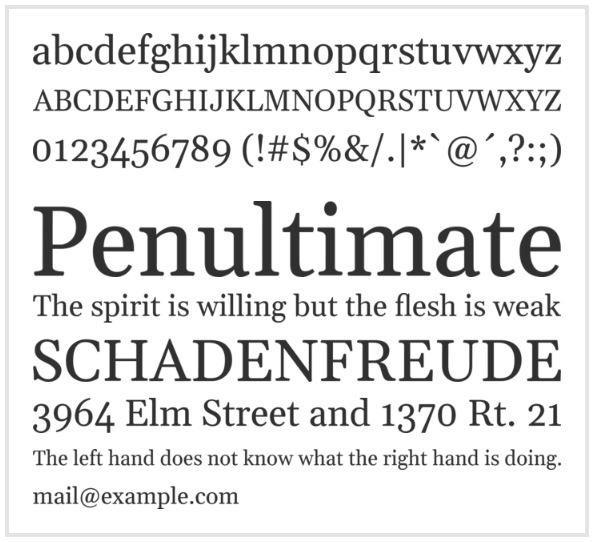 abcdefghijklmnopqrstuvwxyz
ABCDEFGHIJKLMNOPQRSTUVWXYZ
0123456789 (!#$%&/.|*`@´,?:;)
Penultimate
The spirit is willing but the flesh is weak
SCHADENFREUDE
3964 Elm Street and 1370 Rt. 21
The left hand does not know what the right hand is doing.
mail@example.com